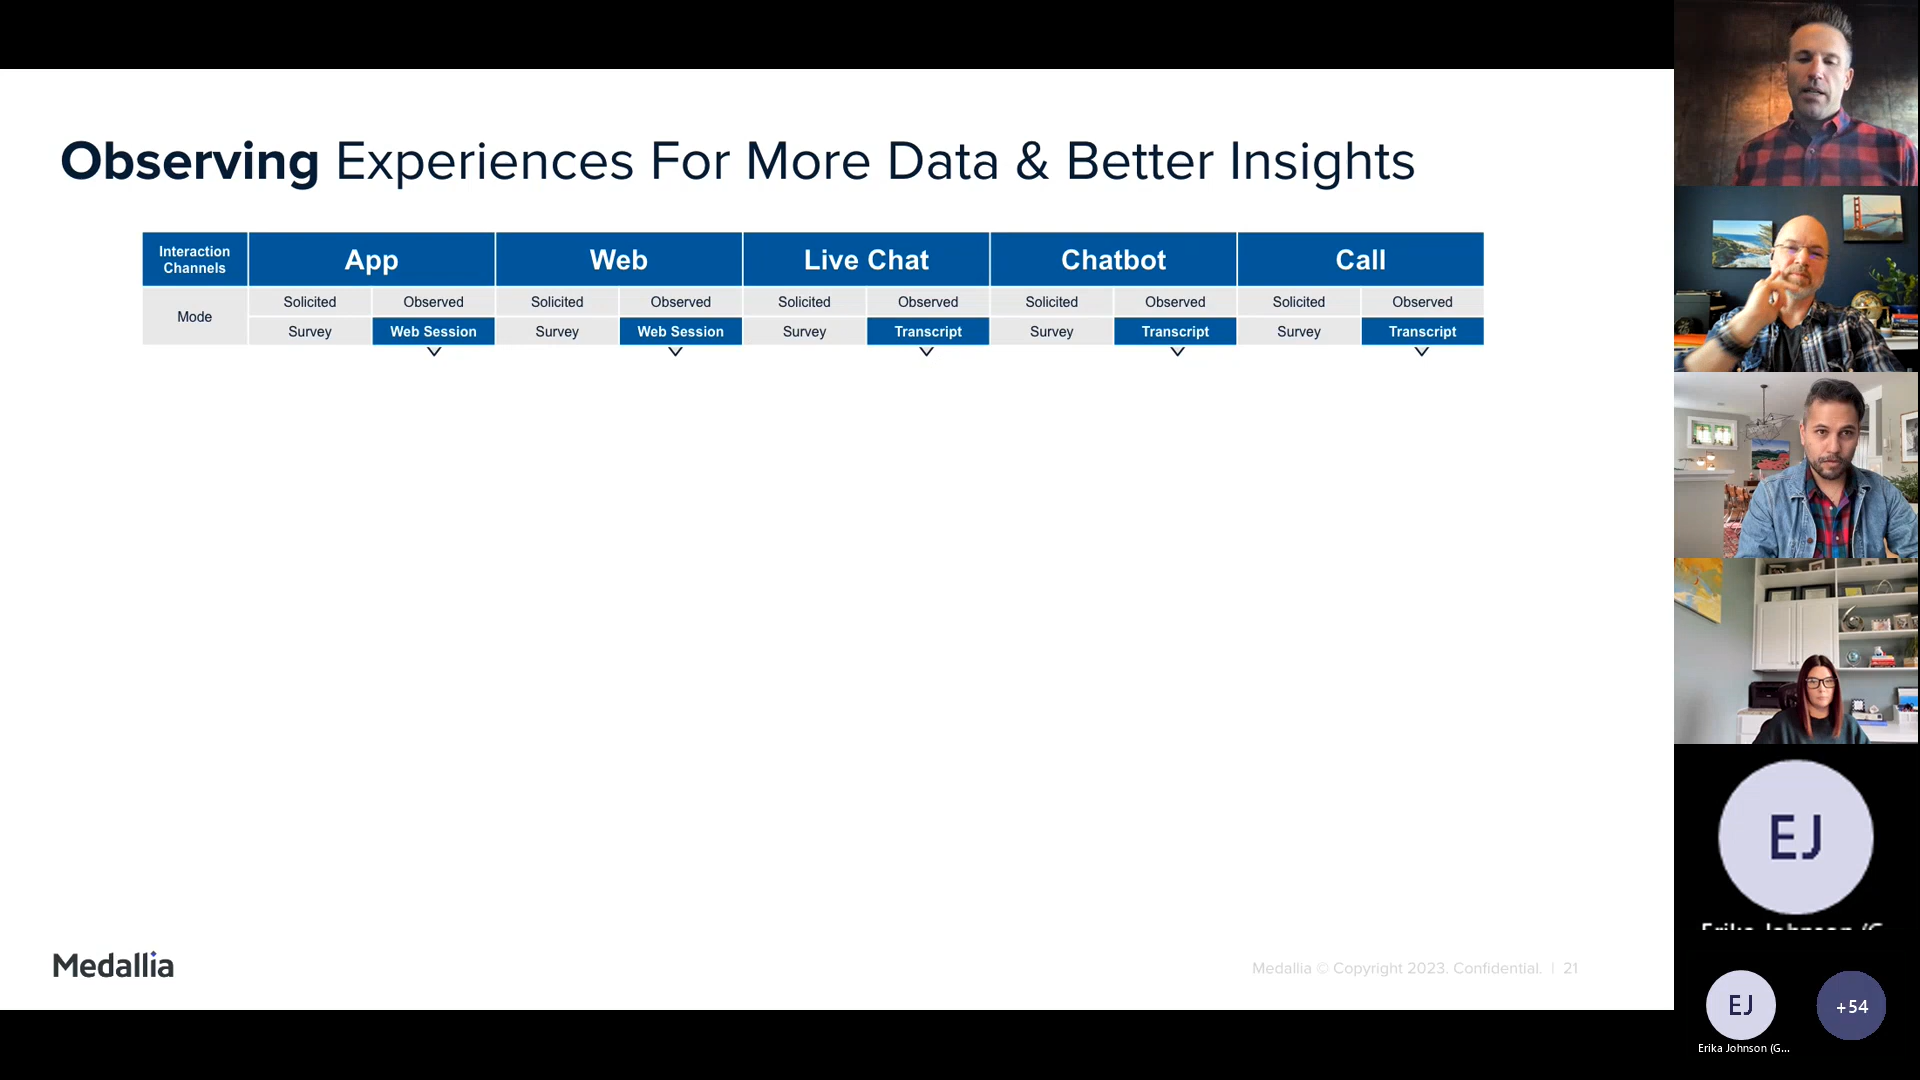 Observing Experiences For More Data & Better Insights
Interaction Channels App Web Live Chat Chatbot Call
Mode Solicited Observed Solicited Observed Solicited Observed Solicited Observed Solicited Observed
Survey Web Session Survey Web Session Survey Transcript Survey Transcript Survey Transcript
Medallia
Medallia © Copyright 2023. Confidential. | 21
EJ
EJ
+54
Erika Johnson (G...